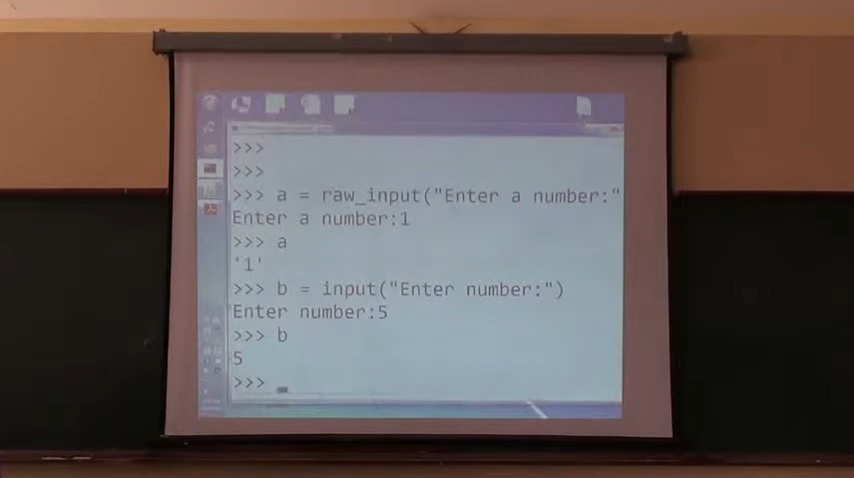 >>>
>>>
>>> a = raw_input("Enter a number:"
Enter a number:1
>>> a
'1'
>>> b = input("Enter number:")
Enter number:5
>>> b
5
>>>